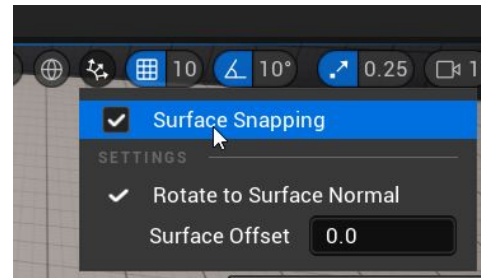 10 10° 0.25 1
Surface Snapping
SETTINGS
Rotate to Surface Normal
Surface Offset 0.0